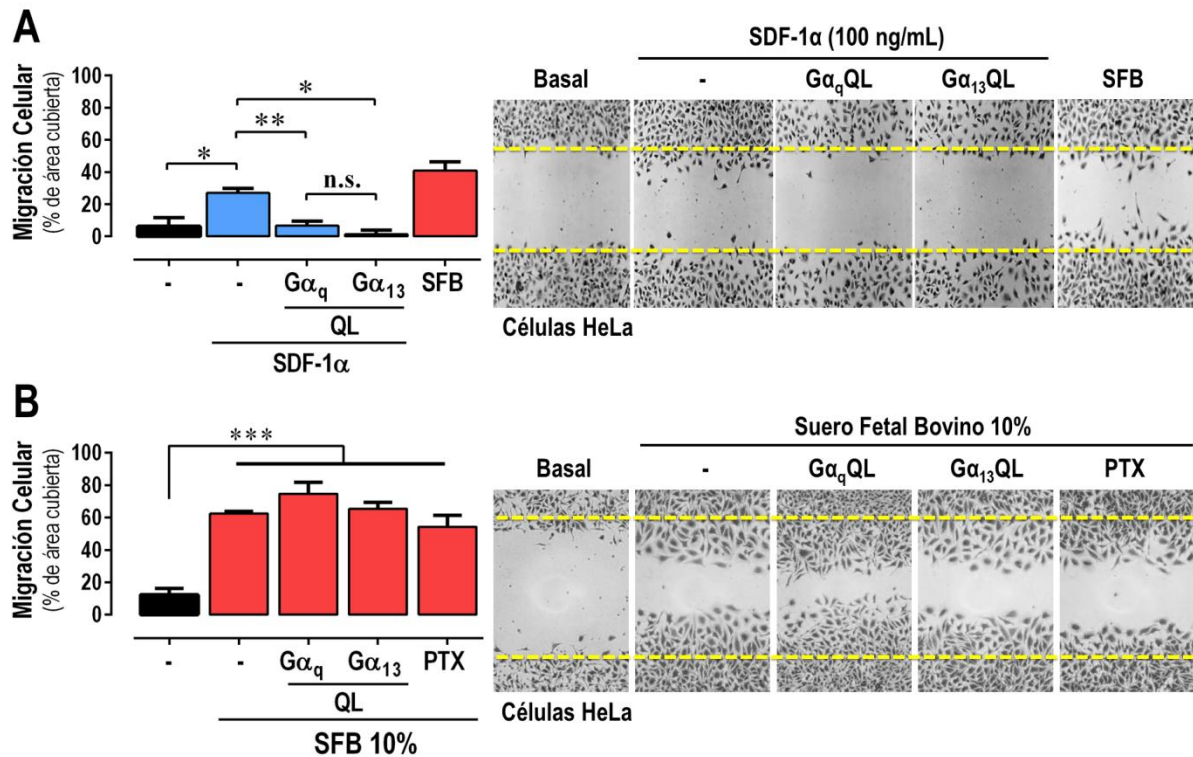 A
Migración Celular
(% de área cubierta)
100
80
60
40
20
0
*
**
*
n.s.
- - Gαq Gα13 SFB
QL
SDF-1α
SDF-1α (100 ng/mL)
Basal - GαqQL Gα13QL SFB
Células HeLa
B
Migración Celular
(% de área cubierta)
100
80
60
40
20
0
***
- - Gαq Gα13 PTX
QL
SFB 10%
Suero Fetal Bovino 10%
Basal - GαqQL Gα13QL PTX
Células HeLa